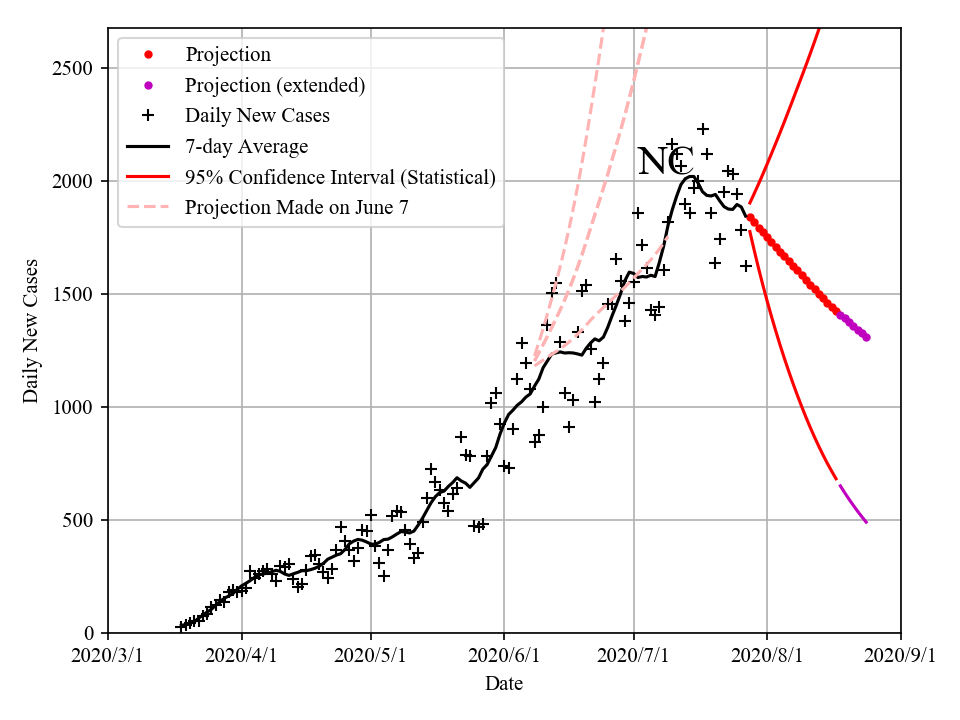 Projection
Projection (extended)
Daily New Cases
7-day Average
95% Confidence Interval (Statistical)
Projection Made on June 7
NC
2500
2000
1500
1000
500
0
Daily New Cases
2020/3/1 2020/4/1 2020/5/1 2020/6/1 2020/7/1 2020/8/1 2020/9/1
Date